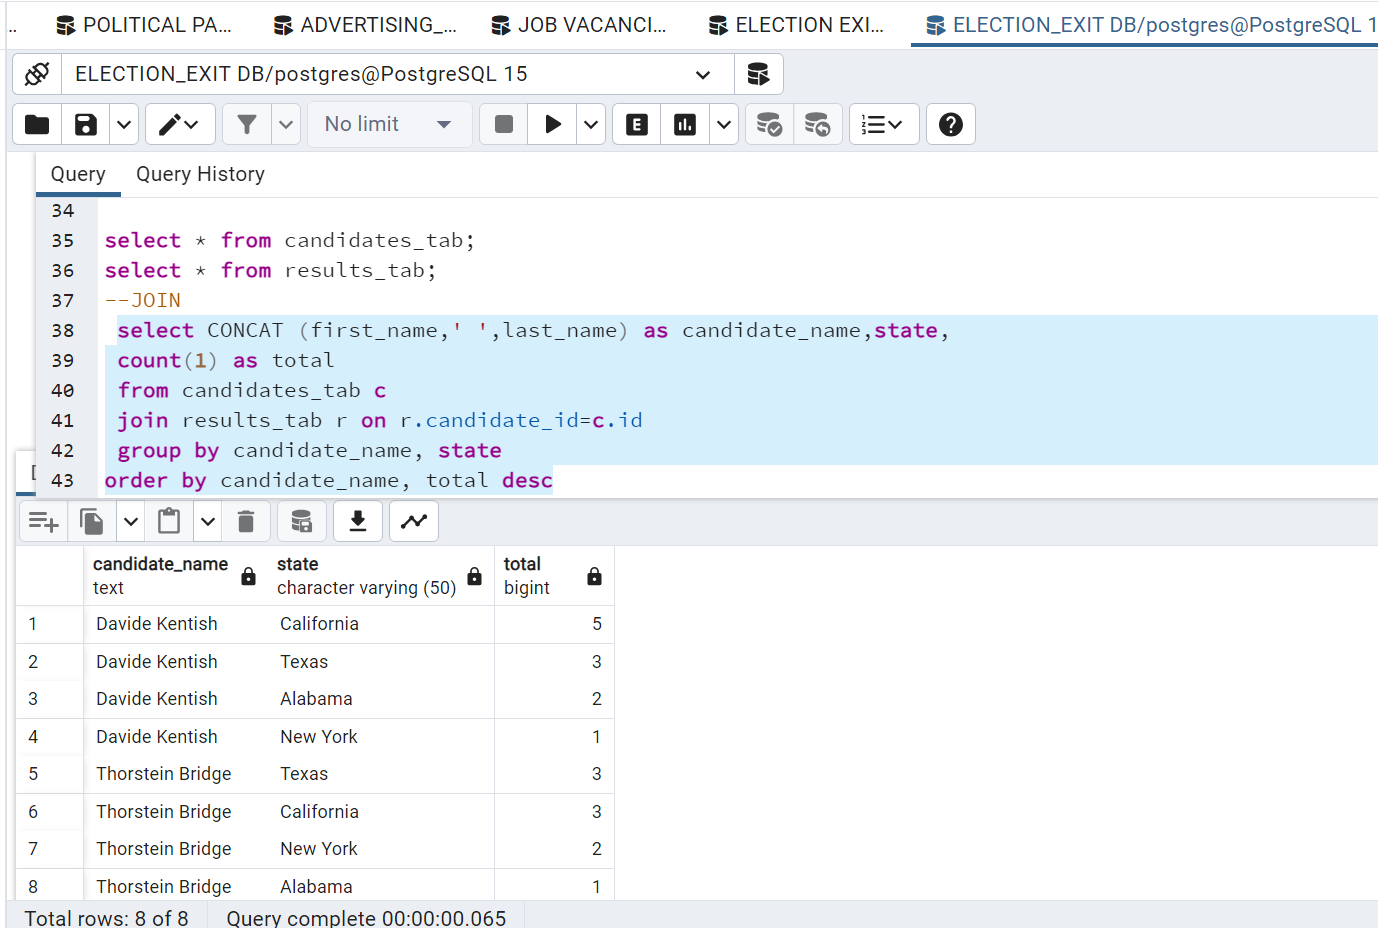 .. POLITICAL PA... ADVERTISING_... JOB VACANCI... ELECTION EXI... ELECTION_EXIT DB/postgres@PostgreSQL 1
ELECTION_EXIT DB/postgres@PostgreSQL 15
No limit E
Query Query History
34
35 select * from candidates_tab;
36 select * from results_tab;
37 --JOIN
38 select CONCAT (first_name,' ',last_name) as candidate_name,state,
39 count(1) as total
40 from candidates_tab c
41 join results_tab r on r.candidate_id=c.id
42 group by candidate_name, state
43 order by candidate_name, total desc
candidate_name state total
text character varying (50) bigint
1 Davide Kentish California 5
2 Davide Kentish Texas 3
3 Davide Kentish Alabama 2
4 Davide Kentish New York 1
5 Thorstein Bridge Texas 3
6 Thorstein Bridge California 3
7 Thorstein Bridge New York 2
8 Thorstein Bridge Alabama 1
Total rows: 8 of 8 Query complete 00:00:00.065